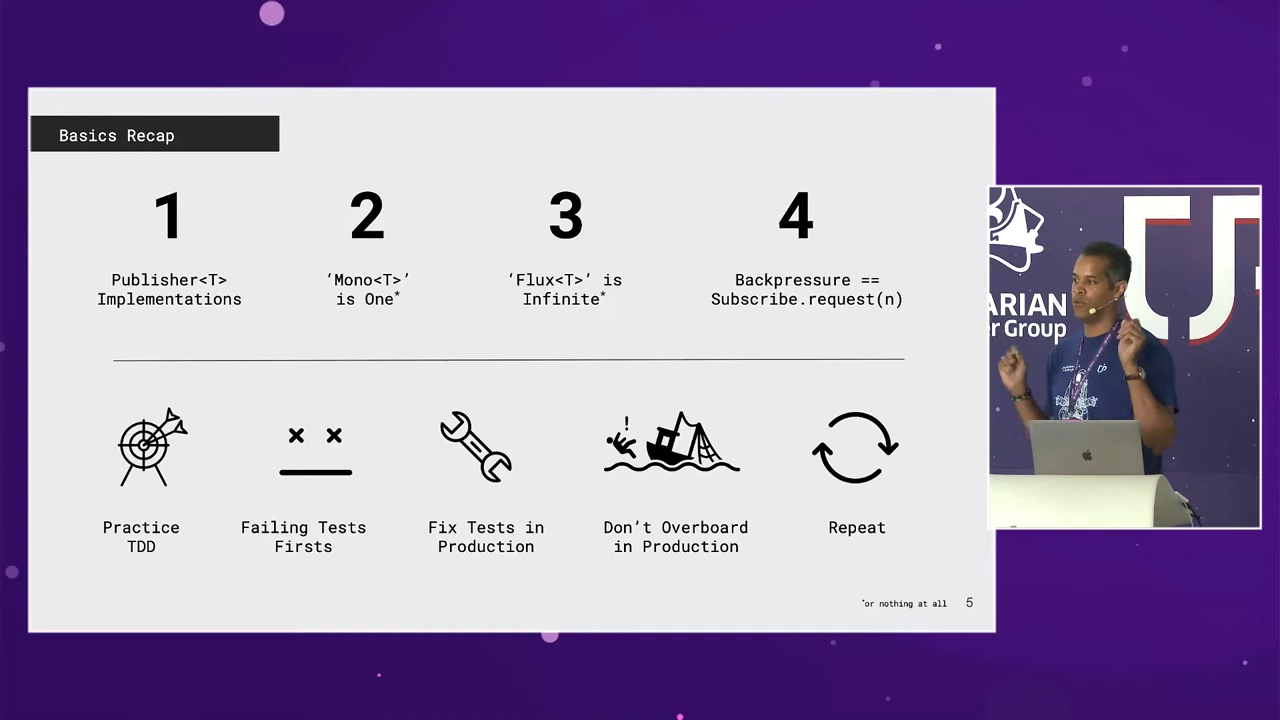 Basics Recap
1
2
3
4
Publisher<T>
Implementations
‘Mono<T>’
is One*
‘Flux<T>’ is
Infinite*
Backpressure ==
Subscribe.request(n)
Practice
TDD
Failing Tests
Firsts
Fix Tests in
Production
Don’t Overboard
in Production
Repeat
*or nothing at all
5
ARIAN
er Group